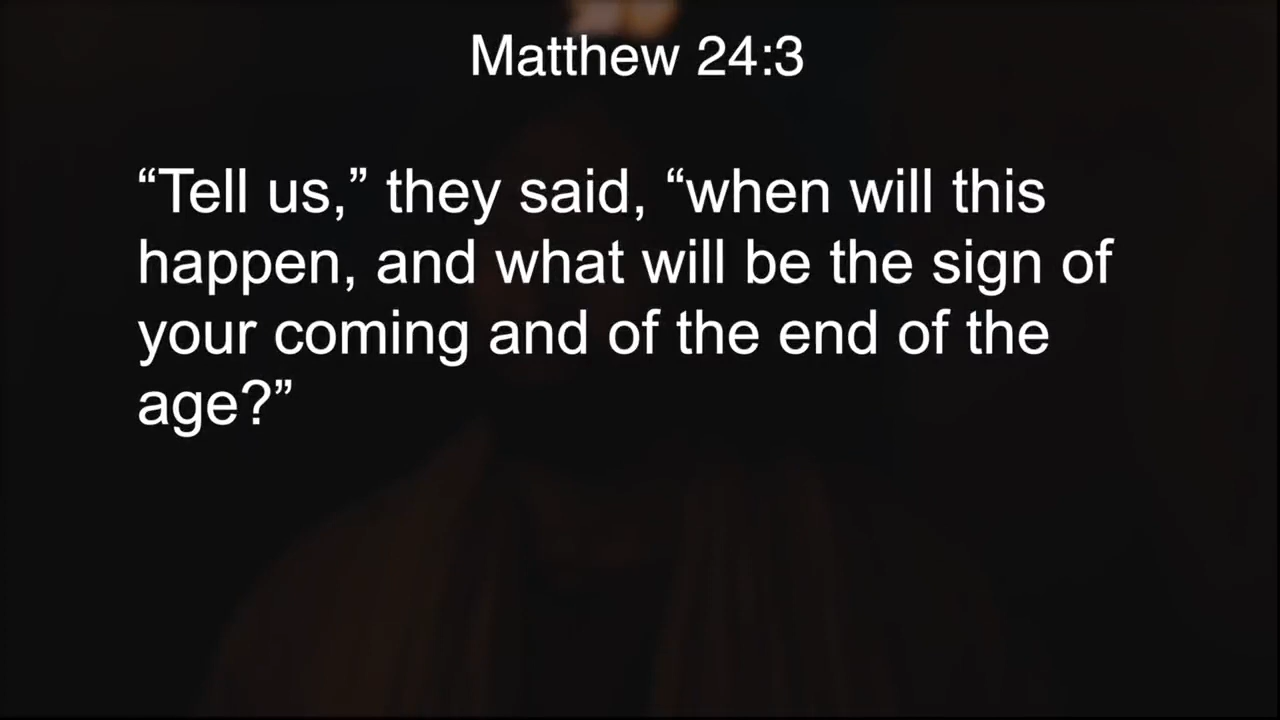 Matthew 24:3
“Tell us,” they said, “when will this
happen, and what will be the sign of
your coming and of the end of the
age?”